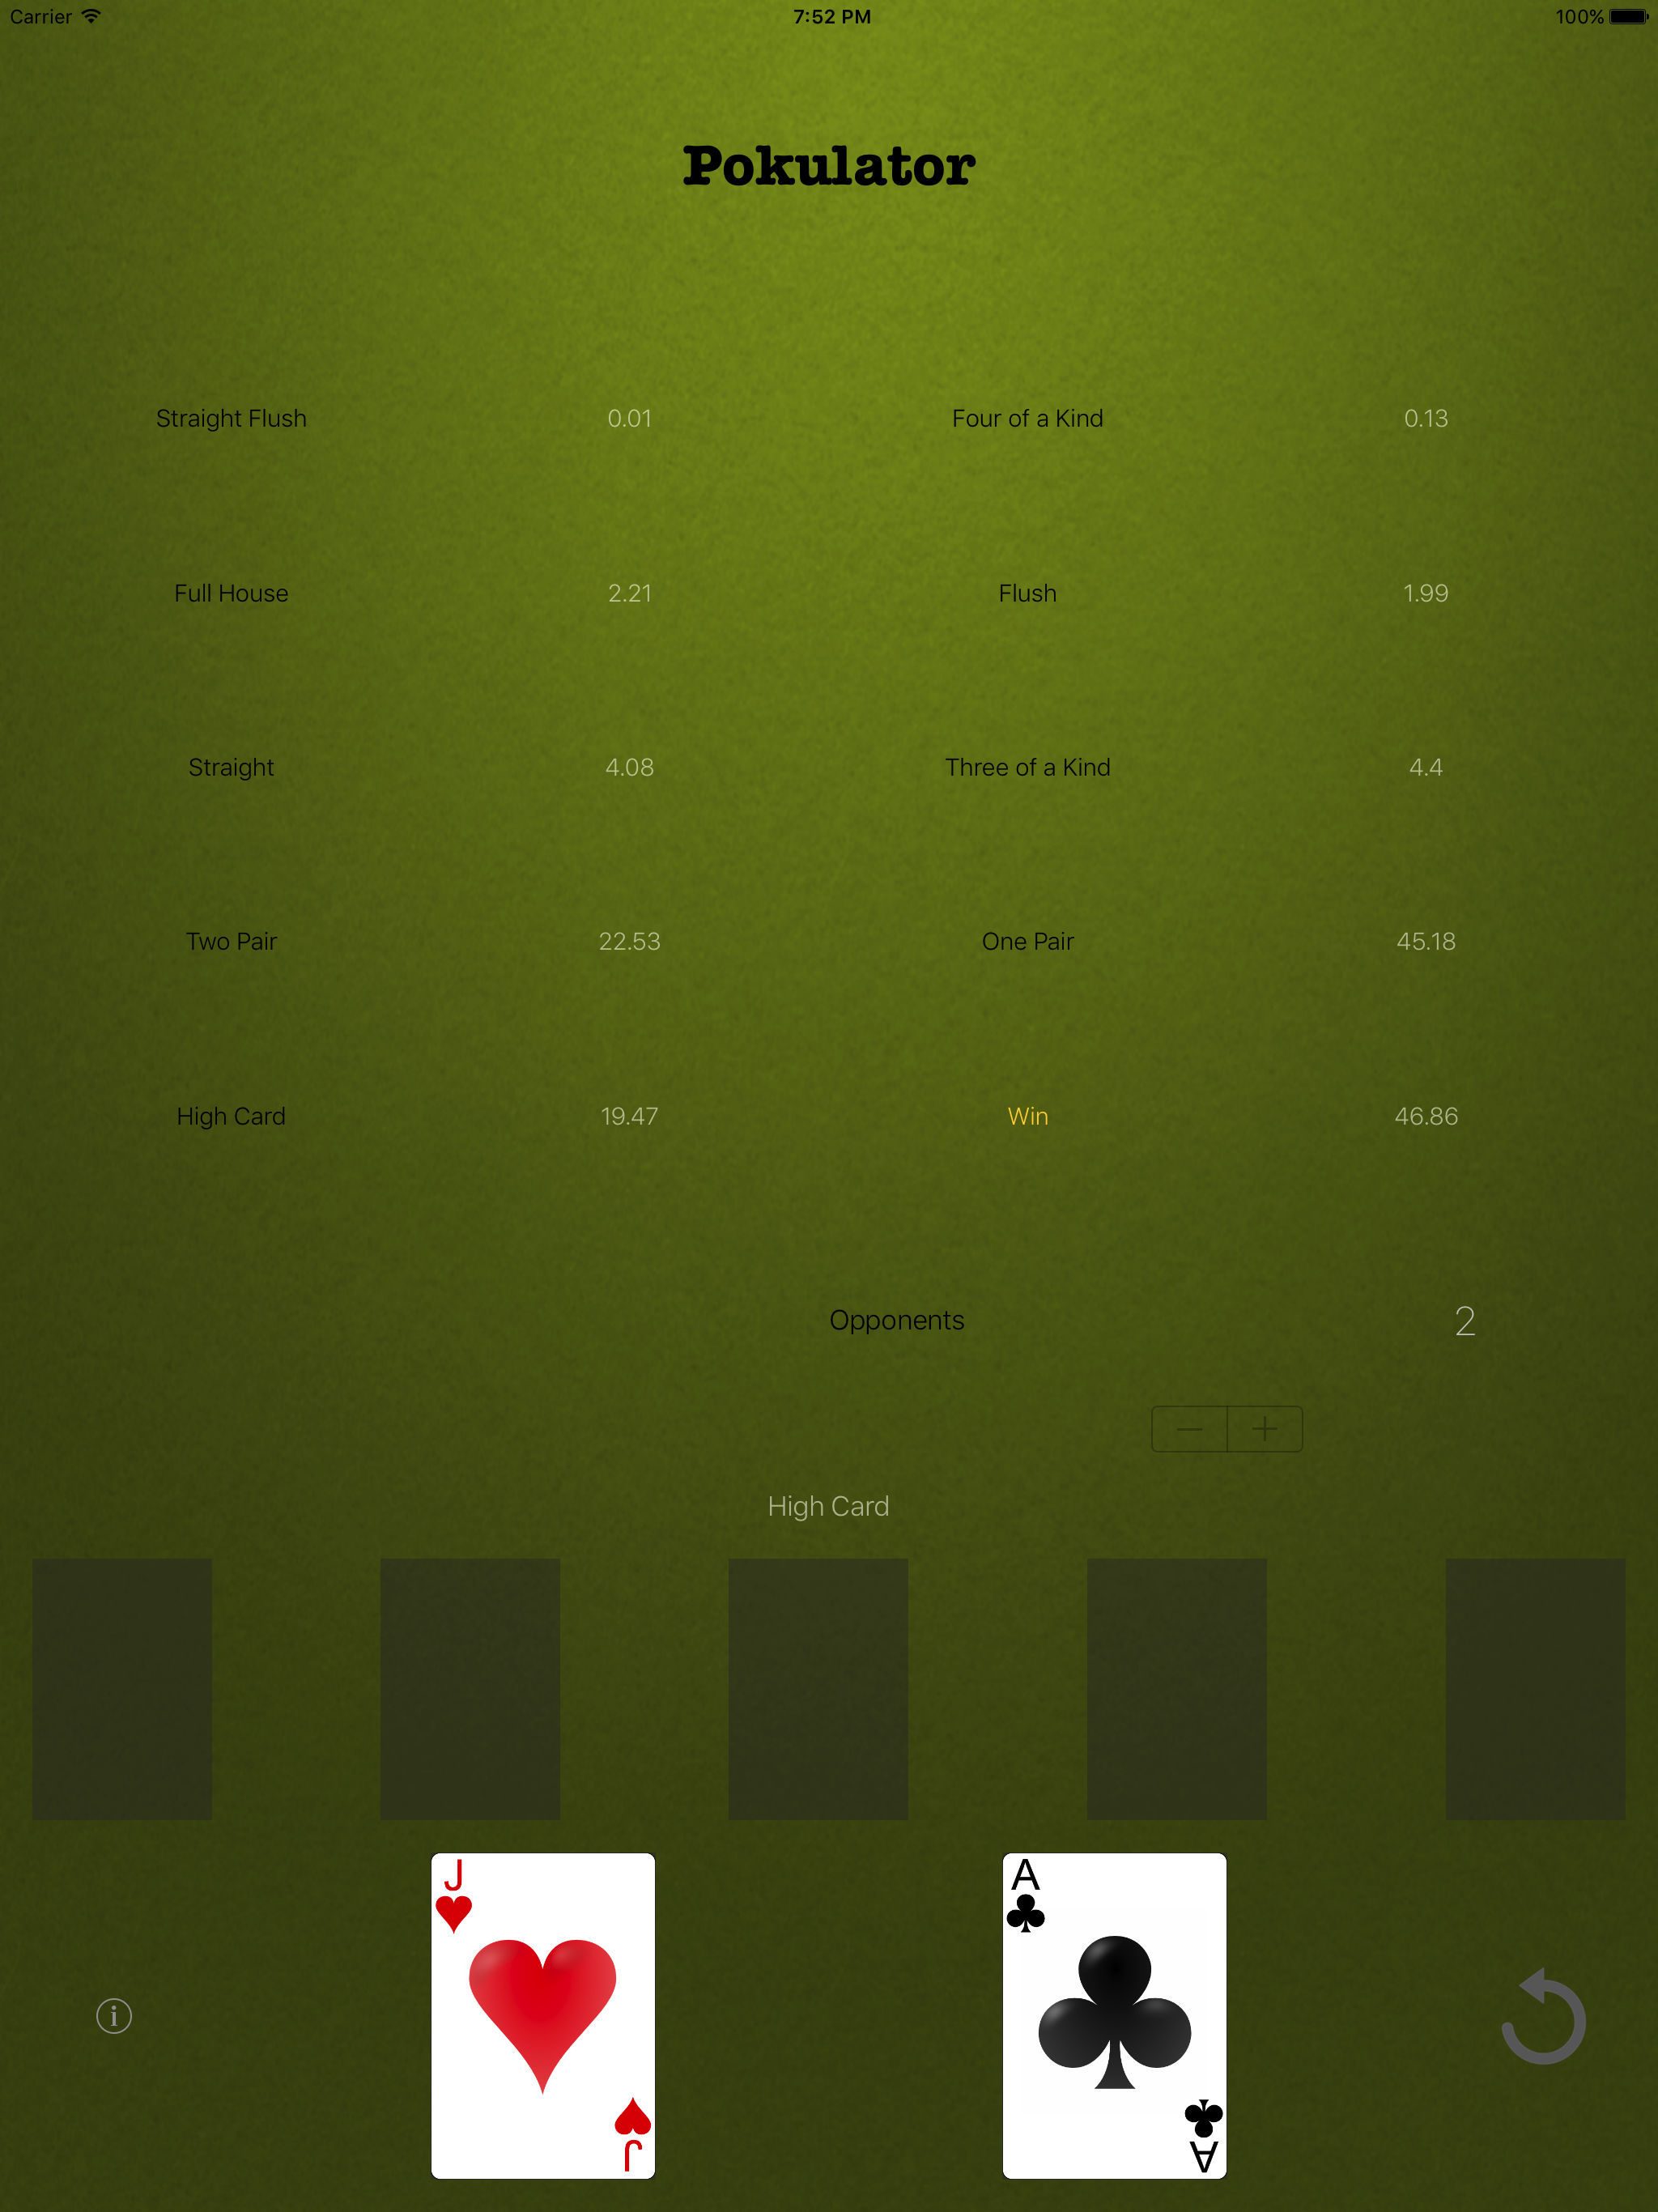 Carrier 7:52 PM 100%
Pokulator
Straight Flush 0.01 Four of a Kind 0.13
Full House 2.21 Flush 1.99
Straight 4.08 Three of a Kind 4.4
Two Pair 22.53 One Pair 45.18
High Card 19.47 Win 46.86
Opponents 2
− +
High Card
J A
i
J A